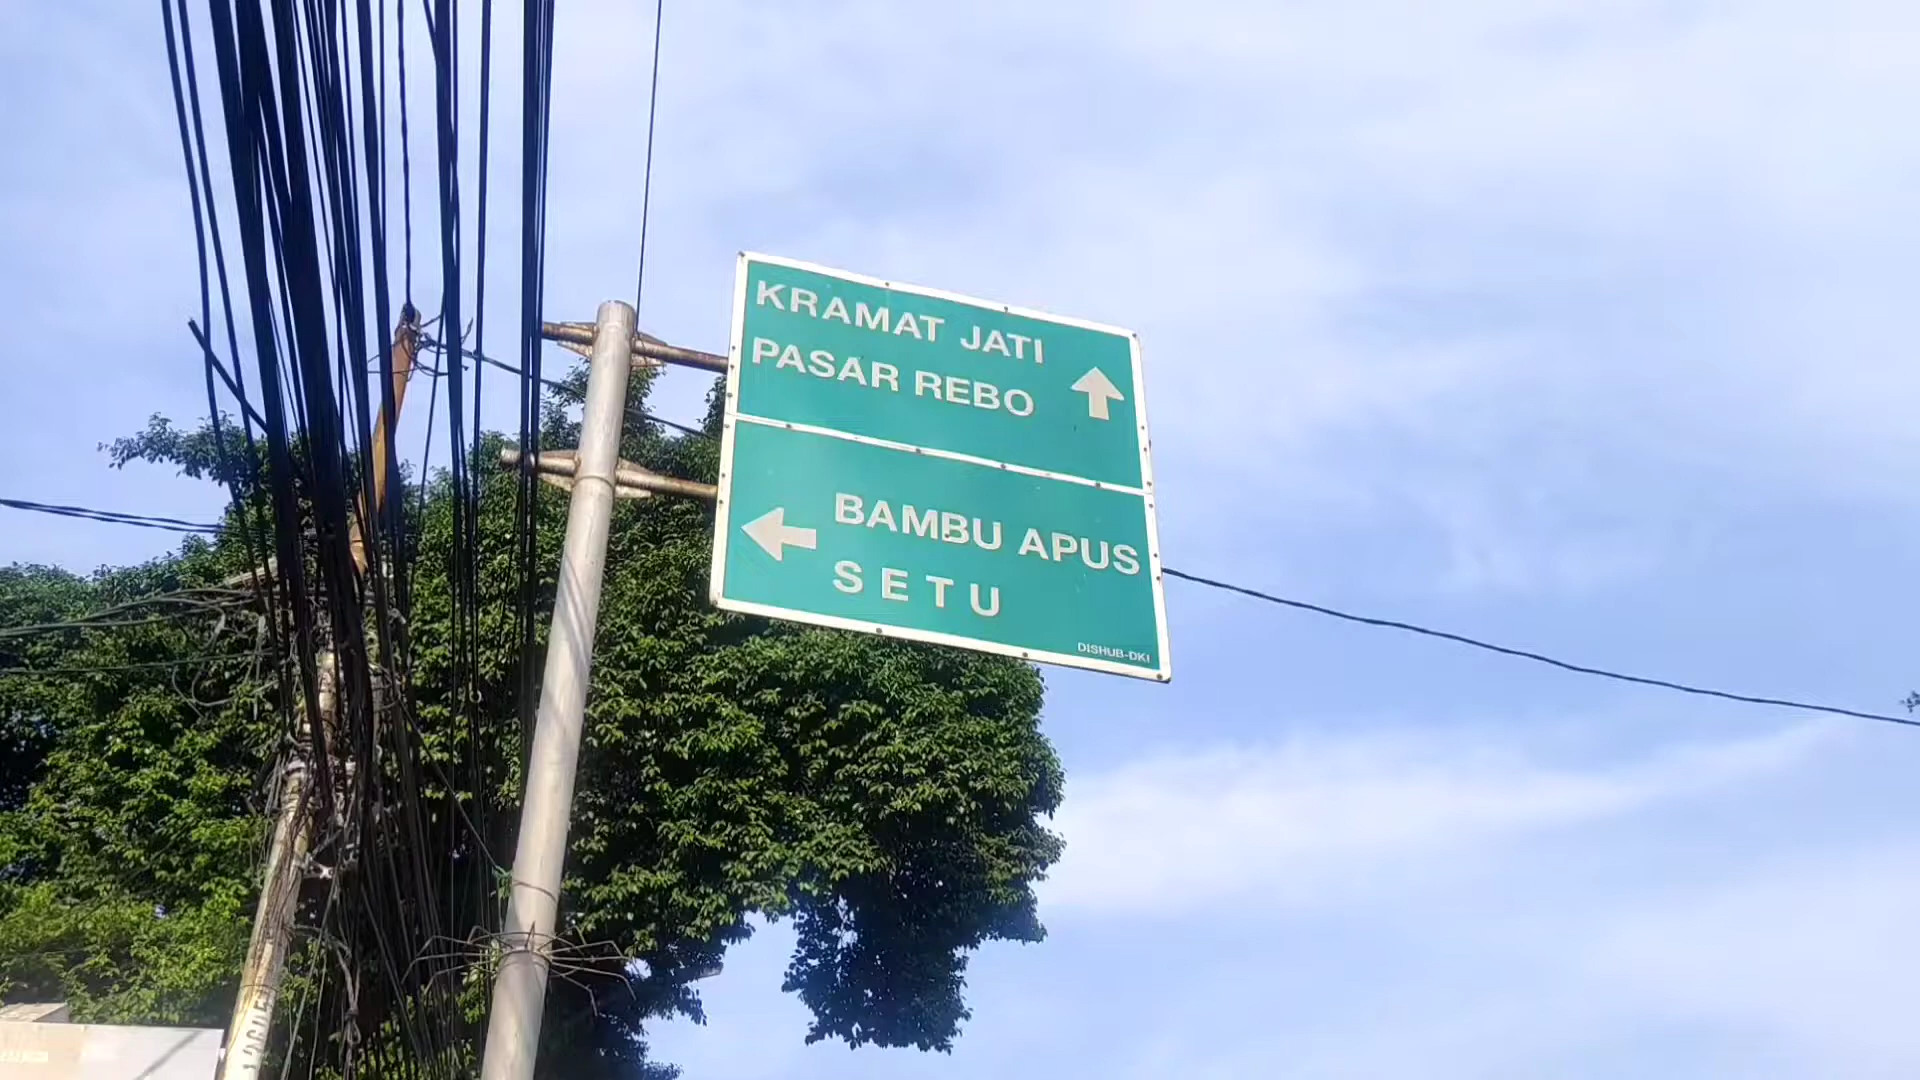 KRAMAT JATI
PASAR REBO
BAMBU APUS
SETU
DISHUB-DKI